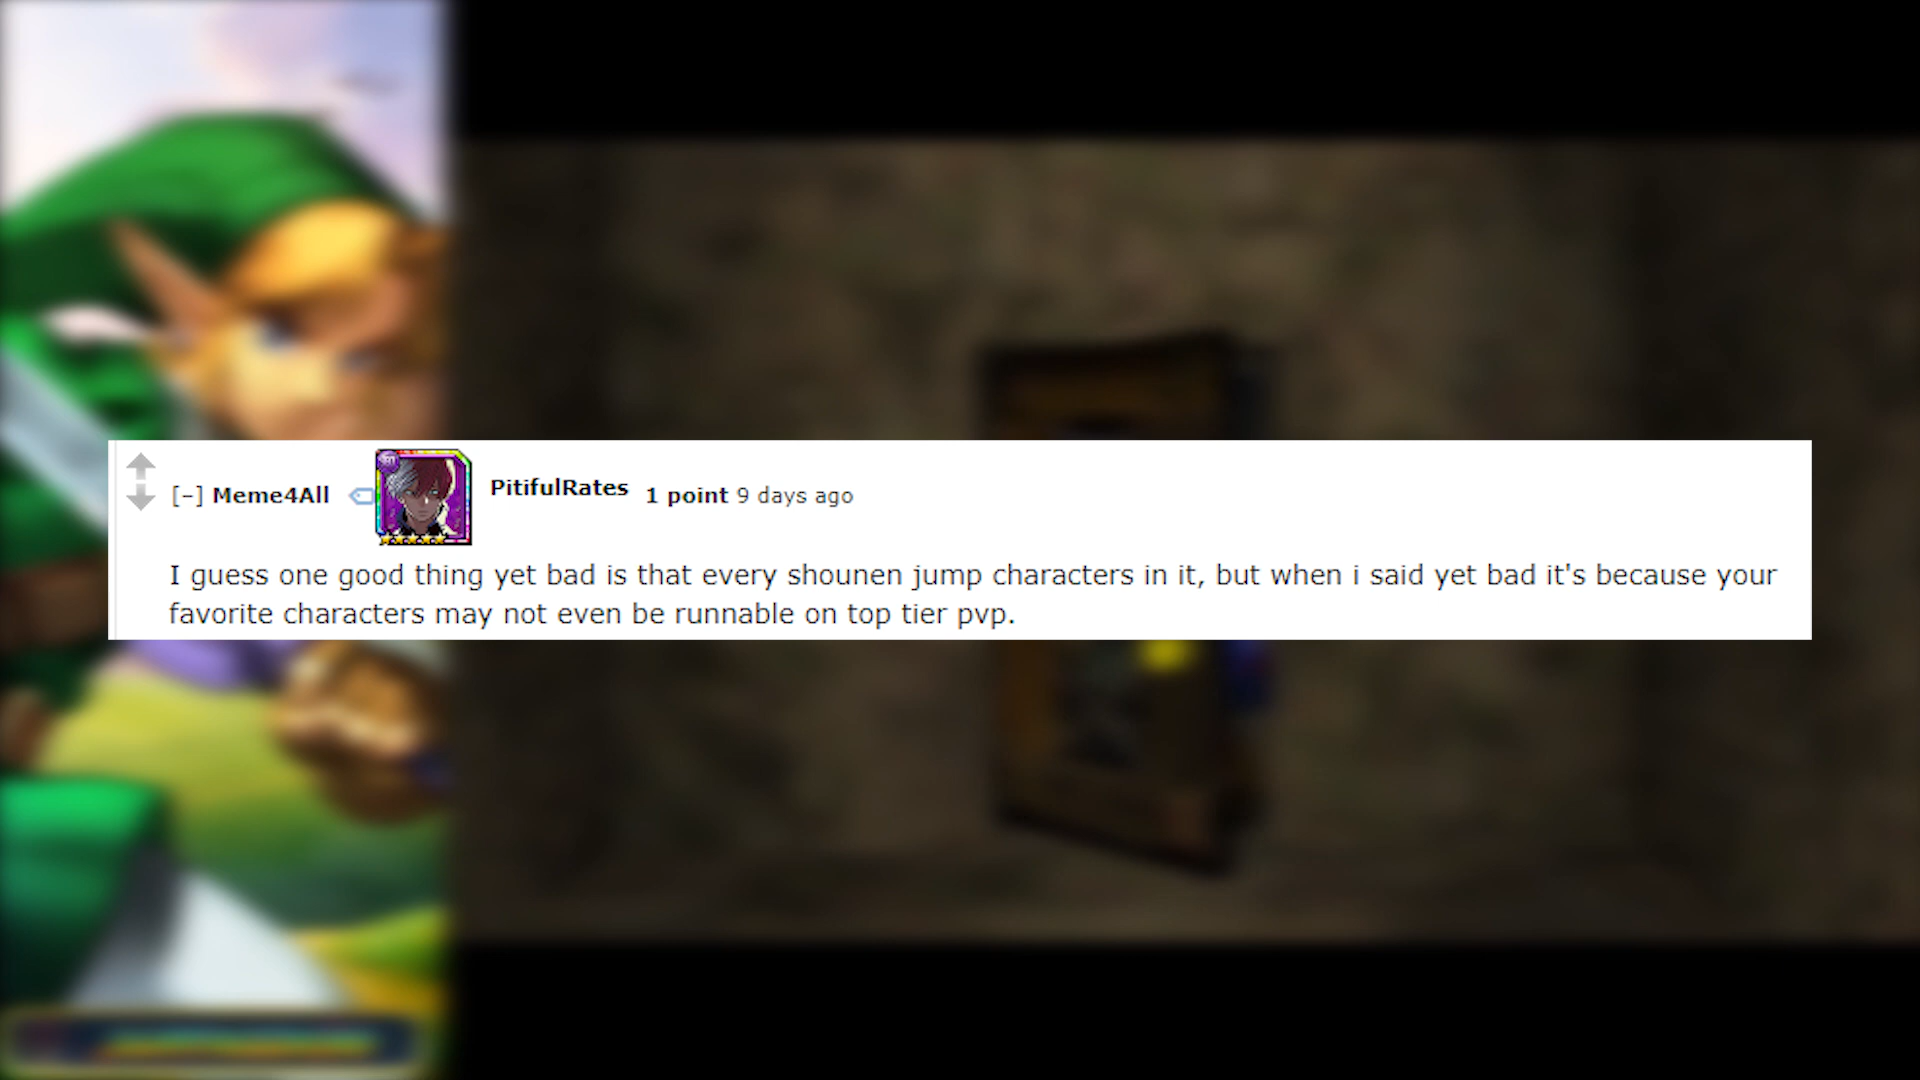 [–] Meme4All PitifulRates 1 point 9 days ago
I guess one good thing yet bad is that every shounen jump characters in it, but when i said yet bad it's because your
favorite characters may not even be runnable on top tier pvp.